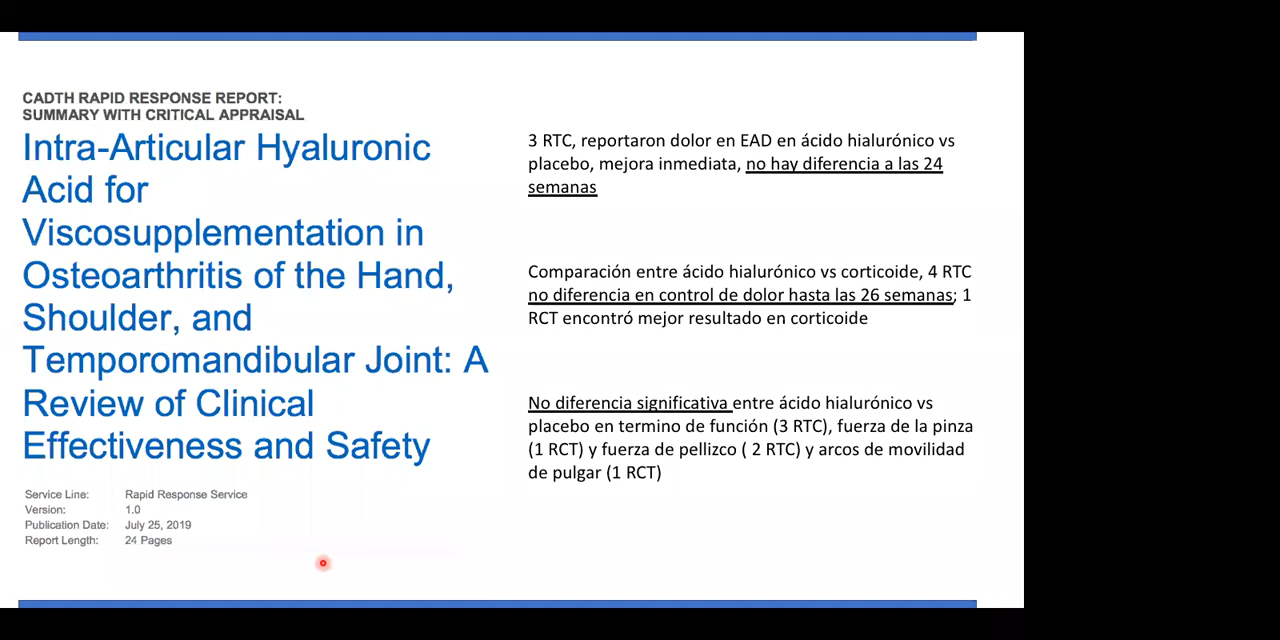 CADTH RAPID RESPONSE REPORT:
SUMMARY WITH CRITICAL APPRAISAL
Intra-Articular Hyaluronic
Acid for
Viscosupplementation in
Osteoarthritis of the Hand,
Shoulder, and
Temporomandibular Joint: A
Review of Clinical
Effectiveness and Safety
Service Line: Rapid Response Service
Version: 1.0
Publication Date: July 25, 2019
Report Length: 24 Pages
3 RTC, reportaron dolor en EAD en ácido hialurónico vs
placebo, mejora inmediata, no hay diferencia a las 24
semanas
Comparación entre ácido hialurónico vs corticoide, 4 RTC
no diferencia en control de dolor hasta las 26 semanas; 1
RCT encontró mejor resultado en corticoide
No diferencia significativa entre ácido hialurónico vs
placebo en termino de función (3 RTC), fuerza de la pinza
(1 RCT) y fuerza de pellizco ( 2 RTC) y arcos de movilidad
de pulgar (1 RCT)